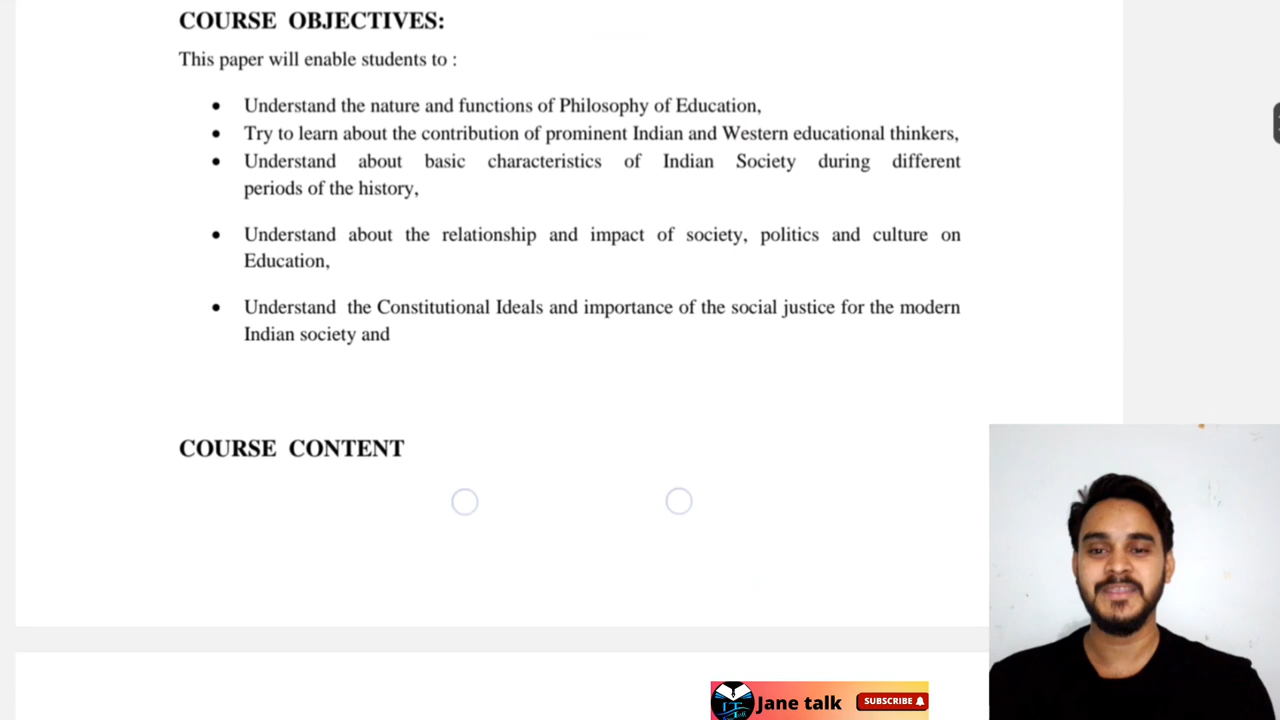 COURSE OBJECTIVES:
This paper will enable students to :
• Understand the nature and functions of Philosophy of Education,
• Try to learn about the contribution of prominent Indian and Western educational thinkers,
• Understand about basic characteristics of Indian Society during different
periods of the history,
• Understand about the relationship and impact of society, politics and culture on
Education,
• Understand the Constitutional Ideals and importance of the social justice for the modern
Indian society and
COURSE CONTENT
Jane talk
SUBSCRIBE